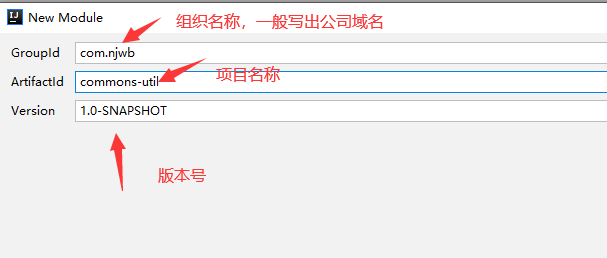 New Module
组织名称，一般写出公司域名
GroupId com.njwb
ArtifactId commons-util
项目名称
Version 1.0-SNAPSHOT
版本号